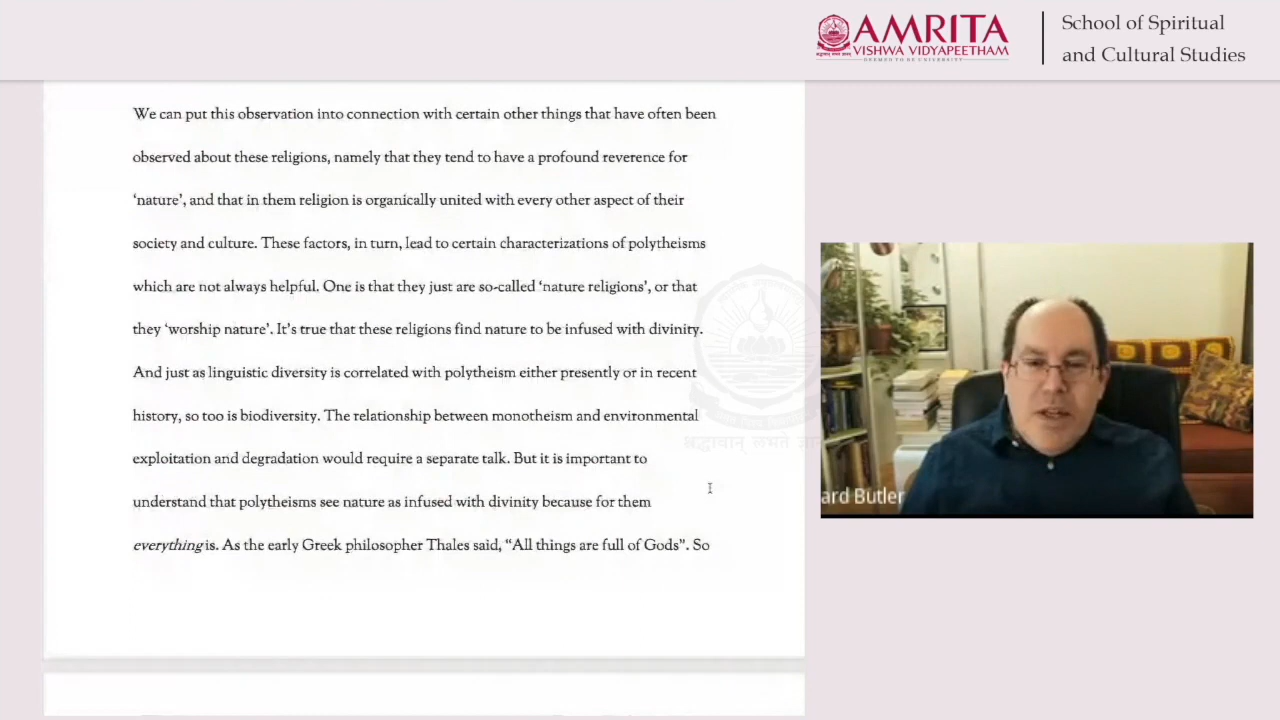 AMRITA
VISHWA VIDYAPEETHAM
DEEMED TO BE UNIVERSITY
School of Spiritual
and Cultural Studies
We can put this observation into connection with certain other things that have often been
observed about these religions, namely that they tend to have a profound reverence for
‘nature’, and that in them religion is organically united with every other aspect of their
society and culture. These factors, in turn, lead to certain characterizations of polytheisms
which are not always helpful. One is that they just are so-called ‘nature religions’, or that
they ‘worship nature’. It’s true that these religions find nature to be infused with divinity.
And just as linguistic diversity is correlated with polytheism either presently or in recent
history, so too is biodiversity. The relationship between monotheism and environmental
exploitation and degradation would require a separate talk. But it is important to
understand that polytheisms see nature as infused with divinity because for them
everything is. As the early Greek philosopher Thales said, “All things are full of Gods”. So
श्रद्धावान् लभते
ard Butler